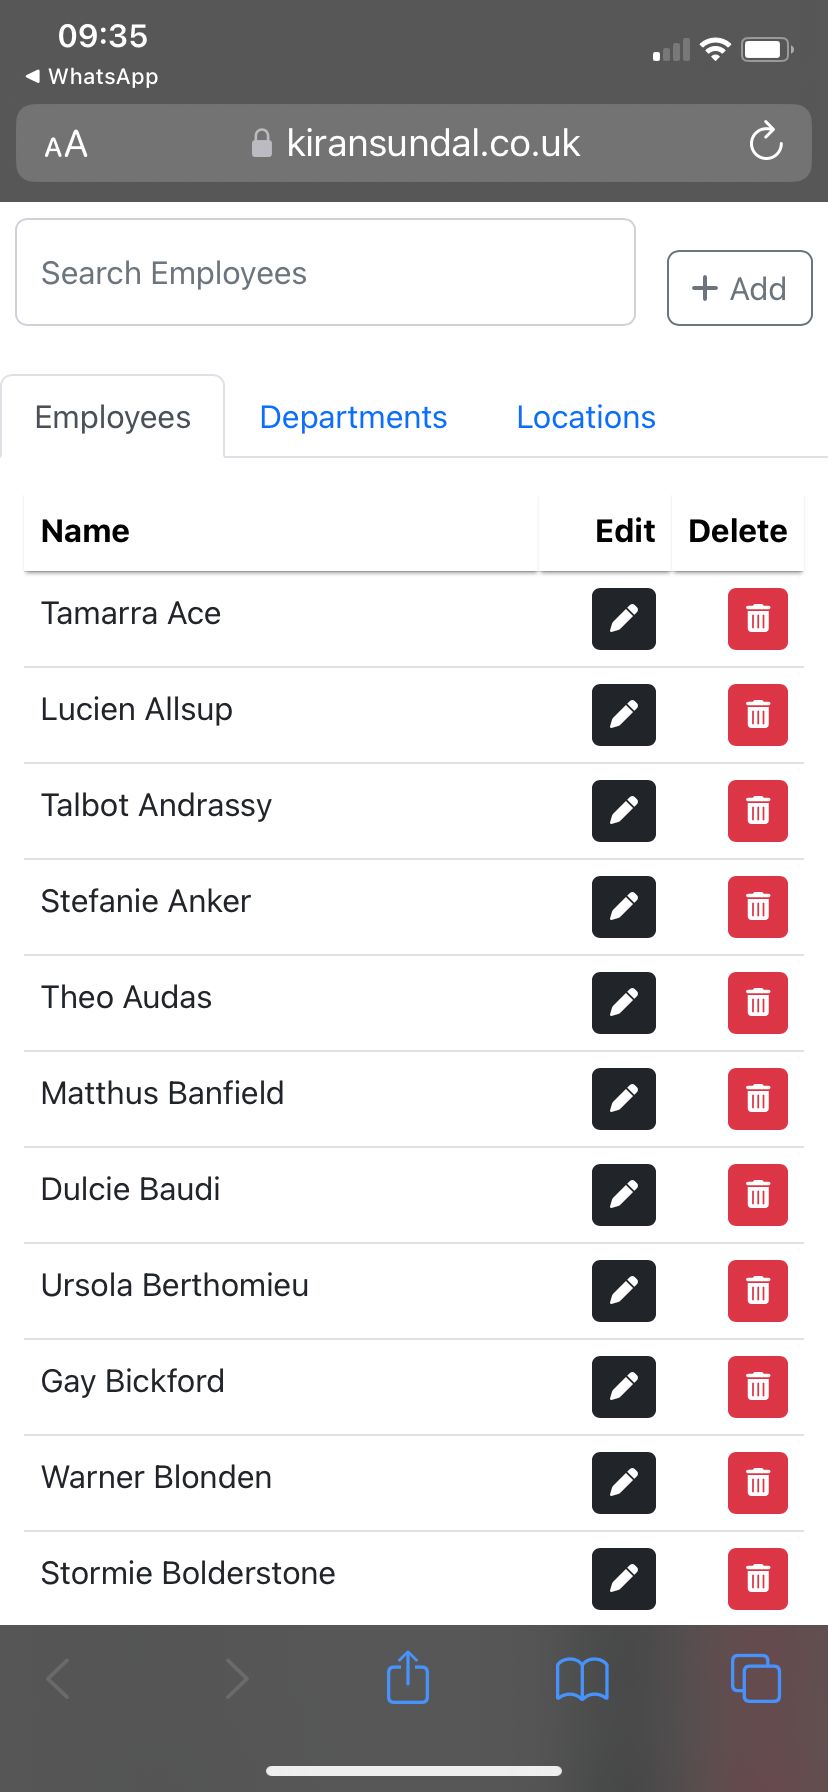 09:35
◀ WhatsApp
AA kiransundal.co.uk
Search Employees
+ Add
Employees Departments Locations
Name Edit Delete
Tamarra Ace
Lucien Allsup
Talbot Andrassy
Stefanie Anker
Theo Audas
Matthus Banfield
Dulcie Baudi
Ursola Berthomieu
Gay Bickford
Warner Blonden
Stormie Bolderstone